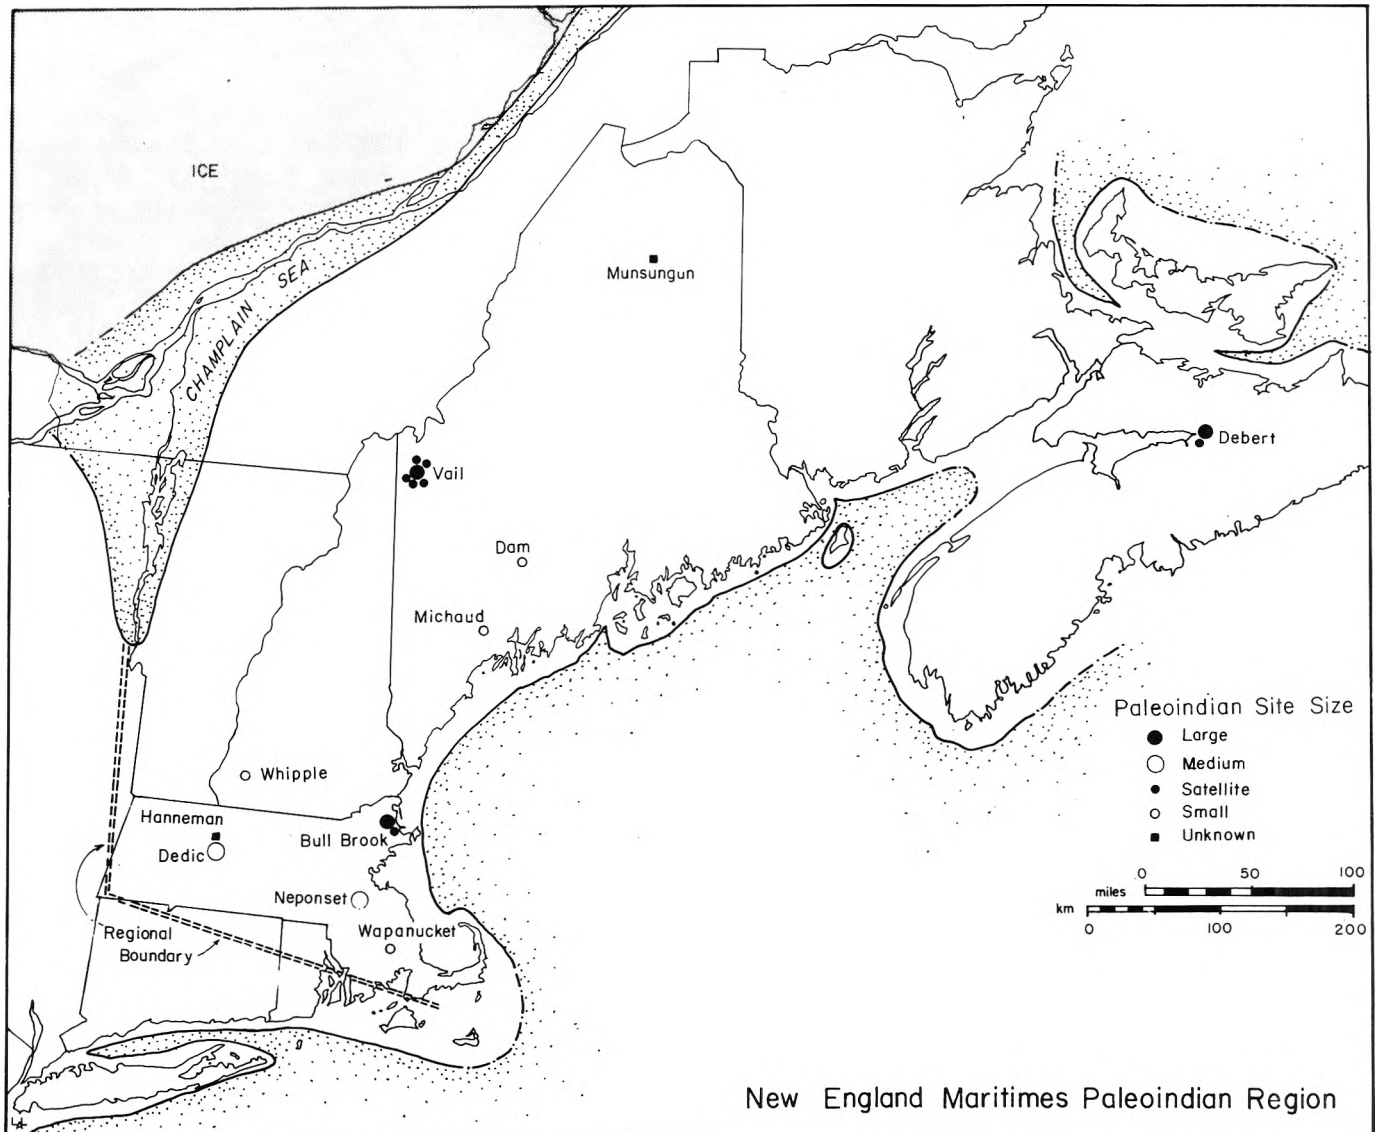 ICE
CHAMPLAIN SEA
Munsungun
Debert
Vail
Dam
Michaud
Paleoindian Site Size
Large
Medium
Satellite
Small
Unknown
Whipple
Hanneman
Dedic
Bull Brook
Neponset
Wapanucket
Regional
Boundary
0 50 100
miles
km
0 100 200
New England Maritimes Paleoindian Region